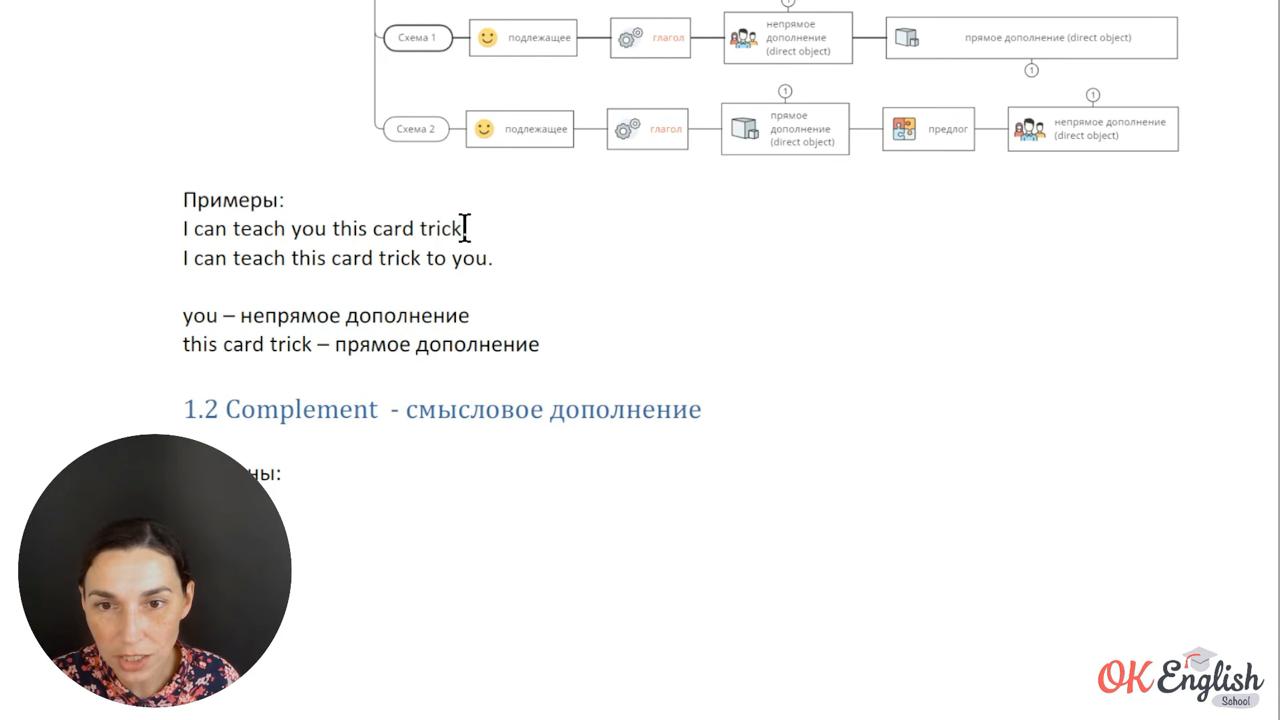 1
Схема 1
подлежащее
глагол
непрямое
дополнение
(direct object)
прямое дополнение (direct object)
1
Схема 2
подлежащее
глагол
1
прямое
дополнение
(direct object)
предлог
1
непрямое дополнение
(direct object)
Примеры:
I can teach you this card trick.
I can teach this card trick to you.
you – непрямое дополнение
this card trick – прямое дополнение
1.2 Complement - смысловое дополнение
ны:
OK English
School